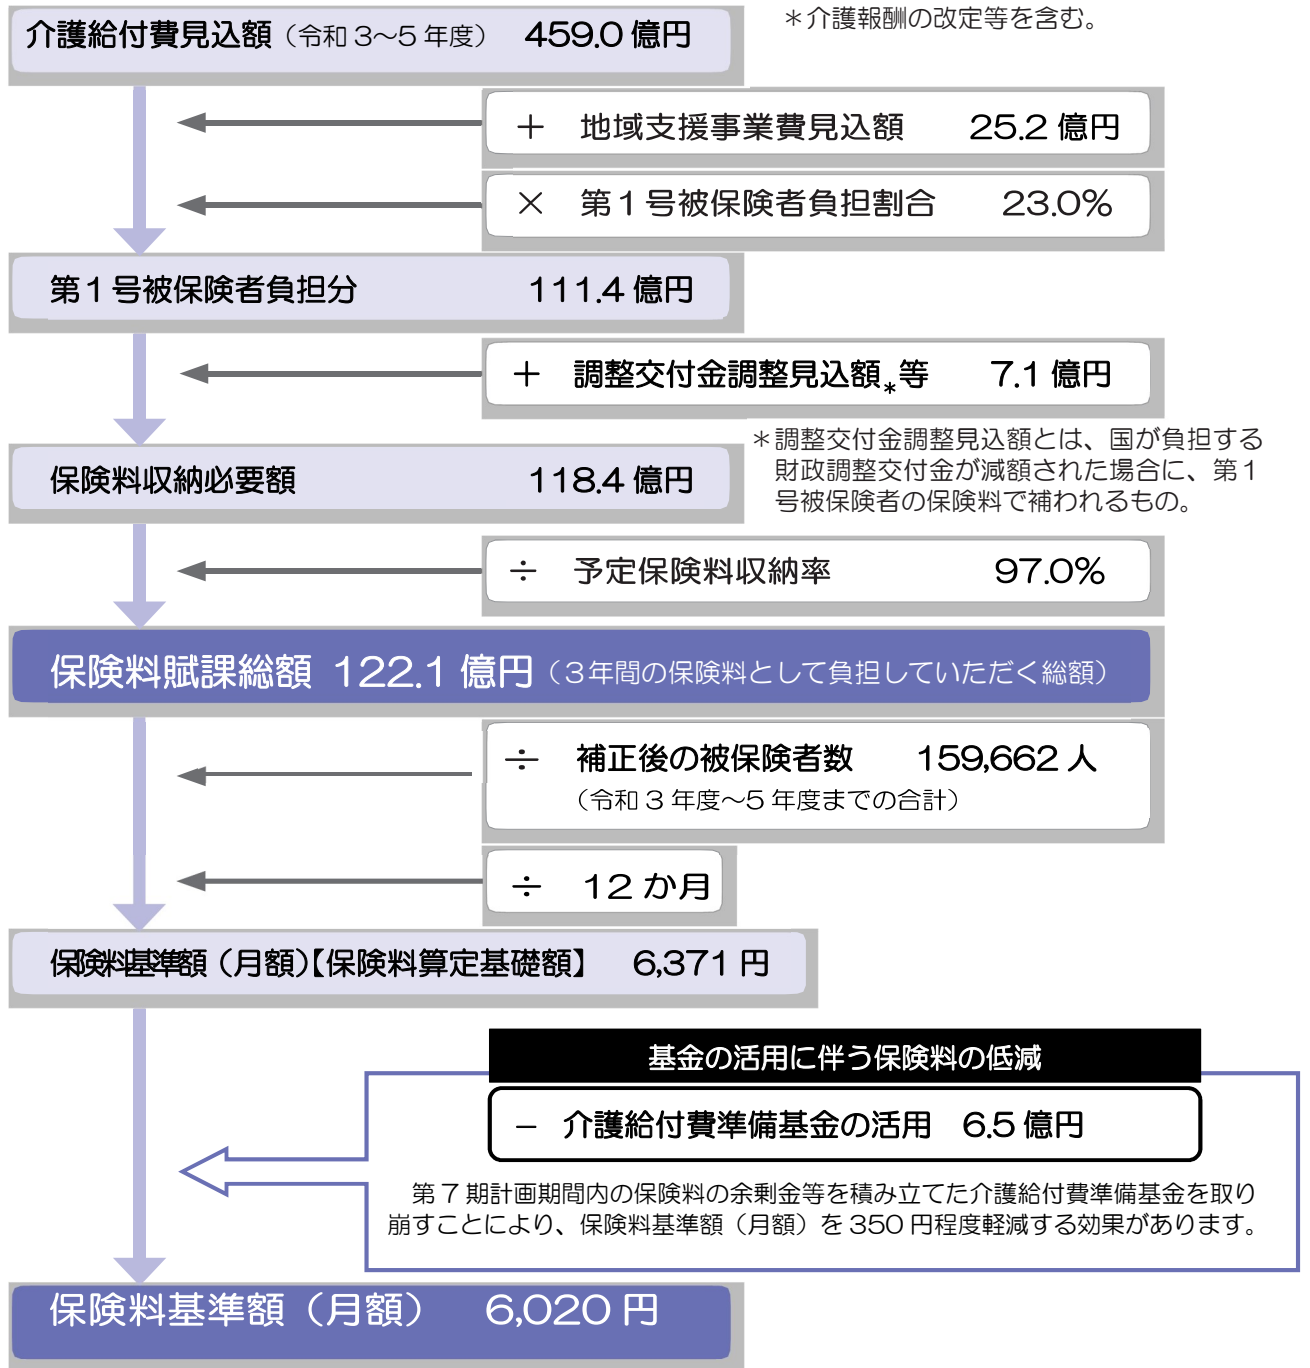 介護給付費見込額（令和３～５年度） 459.0 億円
＊介護報酬の改定等を含む。
＋ 地域支援事業費見込額 25.2 億円
× 第１号被保険者負担割合 23.0%
第１号被保険者負担分 111.4 億円
＋ 調整交付金調整見込額＊等 7.1 億円
＊調整交付金調整見込額とは、国が負担する
財政調整交付金が減額された場合に、第１
号被保険者の保険料で補われるもの。
保険料収納必要額 118.4 億円
÷ 予定保険料収納率 97.0%
保険料賦課総額 122.1 億円（３年間の保険料として負担していただく総額）
÷ 補正後の被保険者数 159,662 人
（令和３年度～５年度までの合計）
÷ 12 か月
保険料基準額（月額）【保険料算定基礎額】 6,371 円
基金の活用に伴う保険料の低減
－ 介護給付費準備基金の活用 6.5 億円
第７期計画期間内の保険料の余剰金等を積み立てた介護給付費準備基金を取り
崩すことにより、保険料基準額（月額）を 350 円程度軽減する効果があります。
保険料基準額（月額） 6,020 円